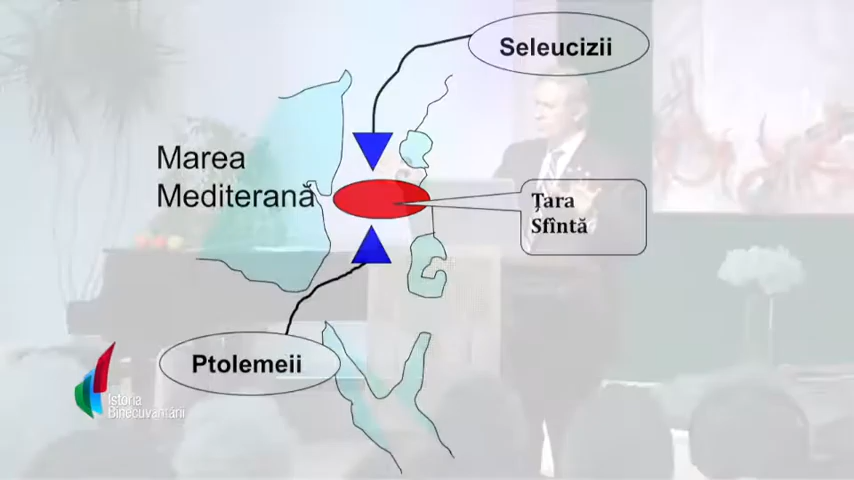 Seleucizii
Marea
Mediterană
Țara
Sfîntă
Ptolemeii
Istoria
Binecuvântării